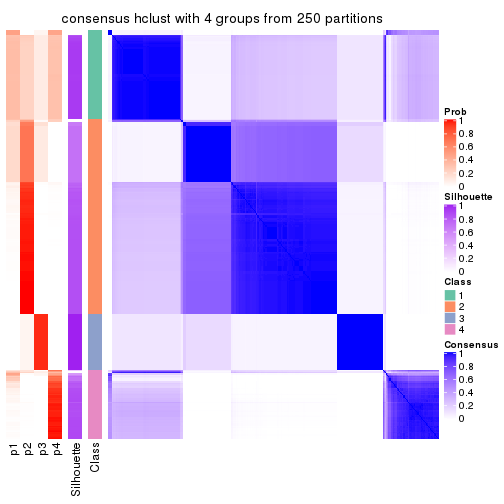 consensus hclust with 4 groups from 250 partitions
Prob
1
0.8
0.6
0.4
0.2
0
Silhouette
1
0.8
0.6
0.4
0.2
0
Class
1
2
3
4
Consensus
1
0.8
0.6
0.4
0.2
0
p1
p2
p3
p4
Silhouette
Class